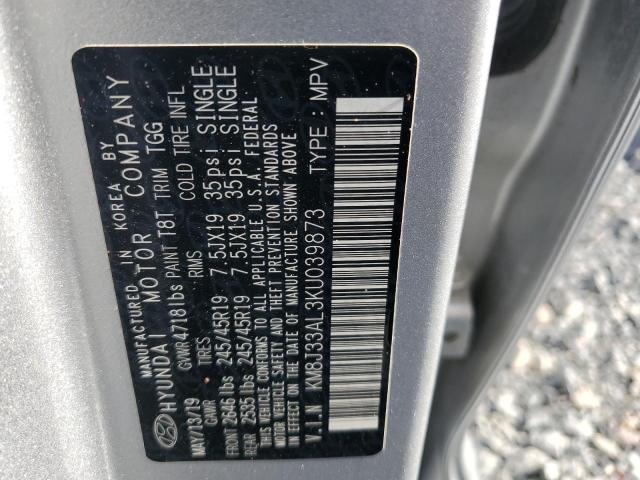 MANUFACTURED IN KOREA BY
HYUNDAI MOTOR COMPANY
MAY/13/19 GVWR 4718 lbs PAINT T8T TRIM TGG
GAWR TIRES RIMS COLD TIRE INFL
FRONT 2646 lbs 245/45R19 7.5JX19 35psi SINGLE
REAR 2535 lbs 245/45R19 7.5JX19 35psi SINGLE
THIS VEHICLE CONFORMS TO ALL APPLICABLE U.S.A. FEDERAL
MOTOR VEHICLE SAFETY AND THEFT PREVENTION STANDARDS
IN EFFECT ON THE DATE OF MANUFACTURE SHOWN ABOVE.
V.I.N KM8J33AL3KU039873 TYPE : MPV